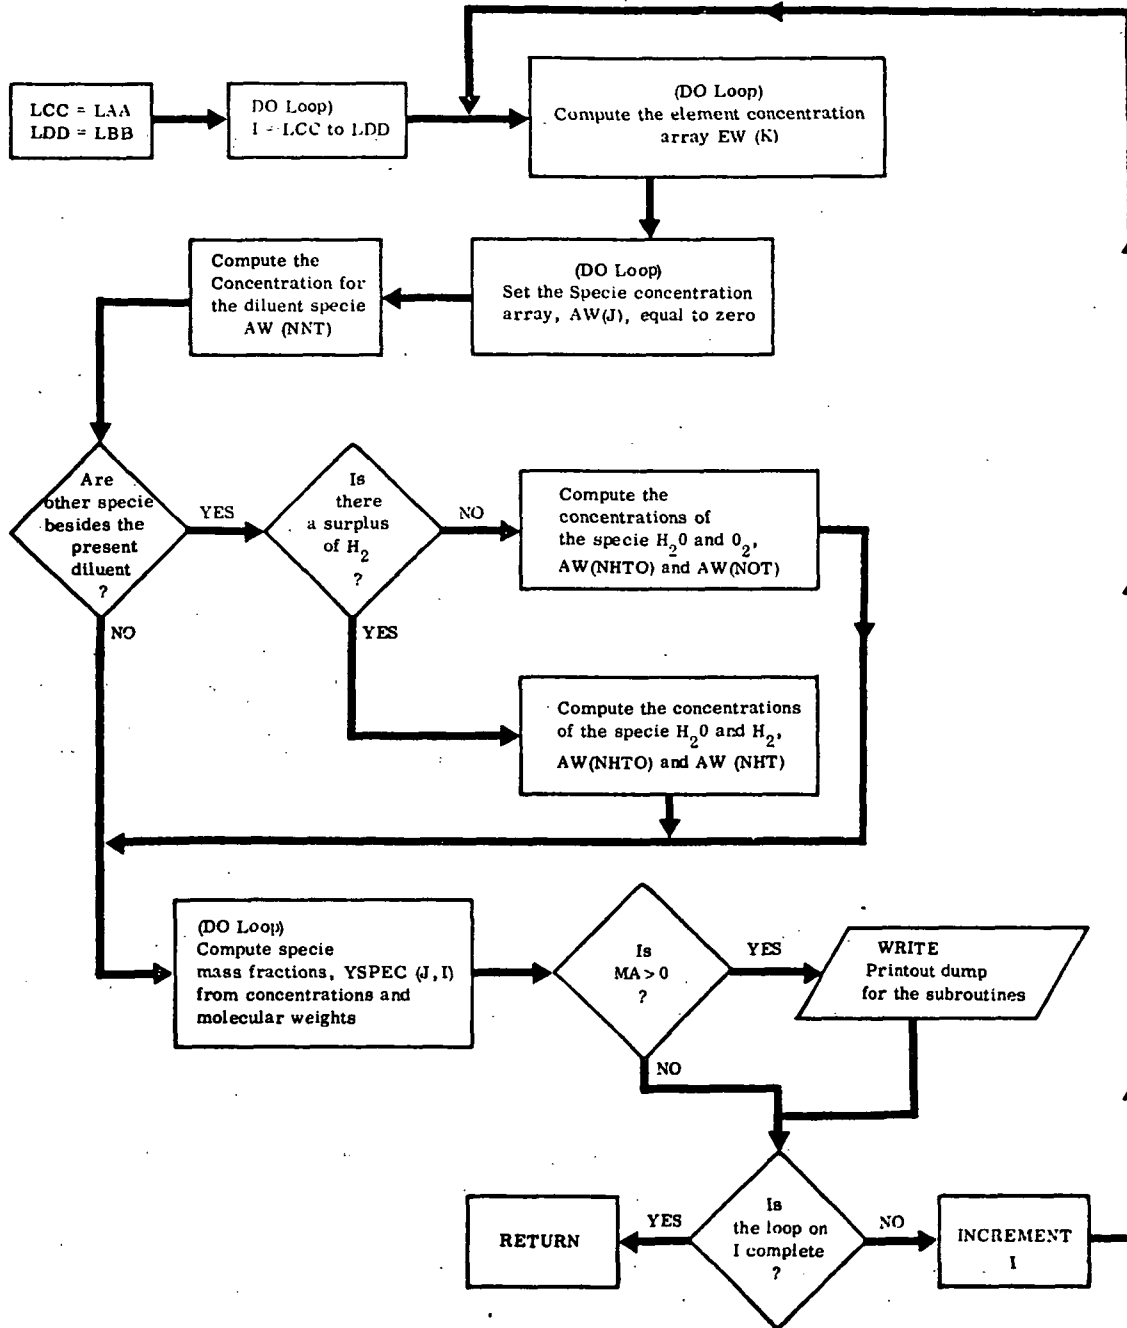 LCC = LAA
LDD = LBB
DO Loop)
I = LCC to LDD
(DO Loop)
Compute the element concentration
array EW (K)
Compute the
Concentration for
the diluent specie
AW (NNT)
(DO Loop)
Set the Specie concentration
array, AW(J), equal to zero
Are
other specie
besides the
present
diluent
?
YES
NO
Is
there
a surplus
of H2
?
NO
YES
Compute the
concentrations of
the specie H20 and 02,
AW(NHTO) and AW(NOT)
Compute the concentrations
of the specie H20 and H2,
AW(NHTO) and AW (NHT)
(DO Loop)
Compute specie
mass fractions, YSPEC (J,I)
from concentrations and
molecular weights
Is
MA > 0
?
YES
NO
WRITE
Printout dump
for the subroutines
Is
the loop on
I complete
?
YES
NO
RETURN
INCREMENT
I